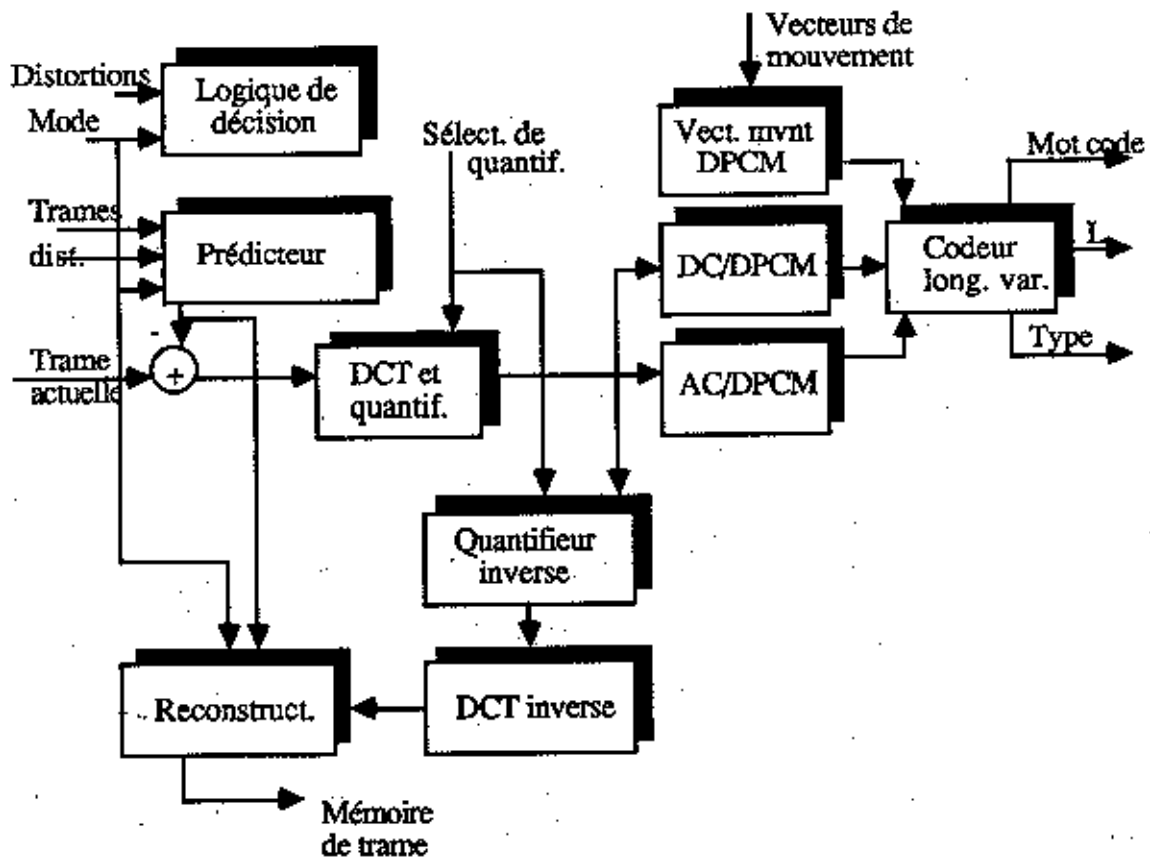 Vecteurs de
mouvement
Distortions
Logique de
décision
Mode
Sélect. de
quantif.
Vect. mvnt
DPCM
Mot code
Trames
dist.
Prédicteur
DC/DPCM
Codeur
long. var.
L
-
Trame
actuelle
+
DCT et
quantif.
AC/DPCM
Type
Quantifieur
inverse
Reconstruct.
DCT inverse
Mémoire
de trame